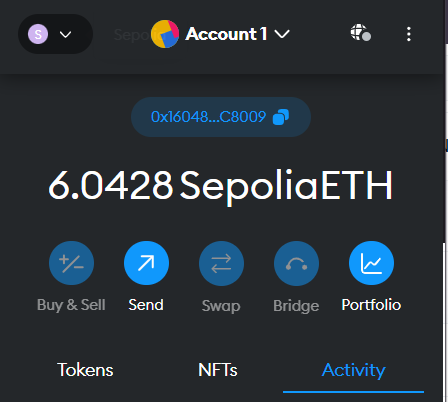 S Account 1
0x16048...C8009
6.0428 SepoliaETH
Buy & Sell Send Swap Bridge Portfolio
Tokens NFTs Activity